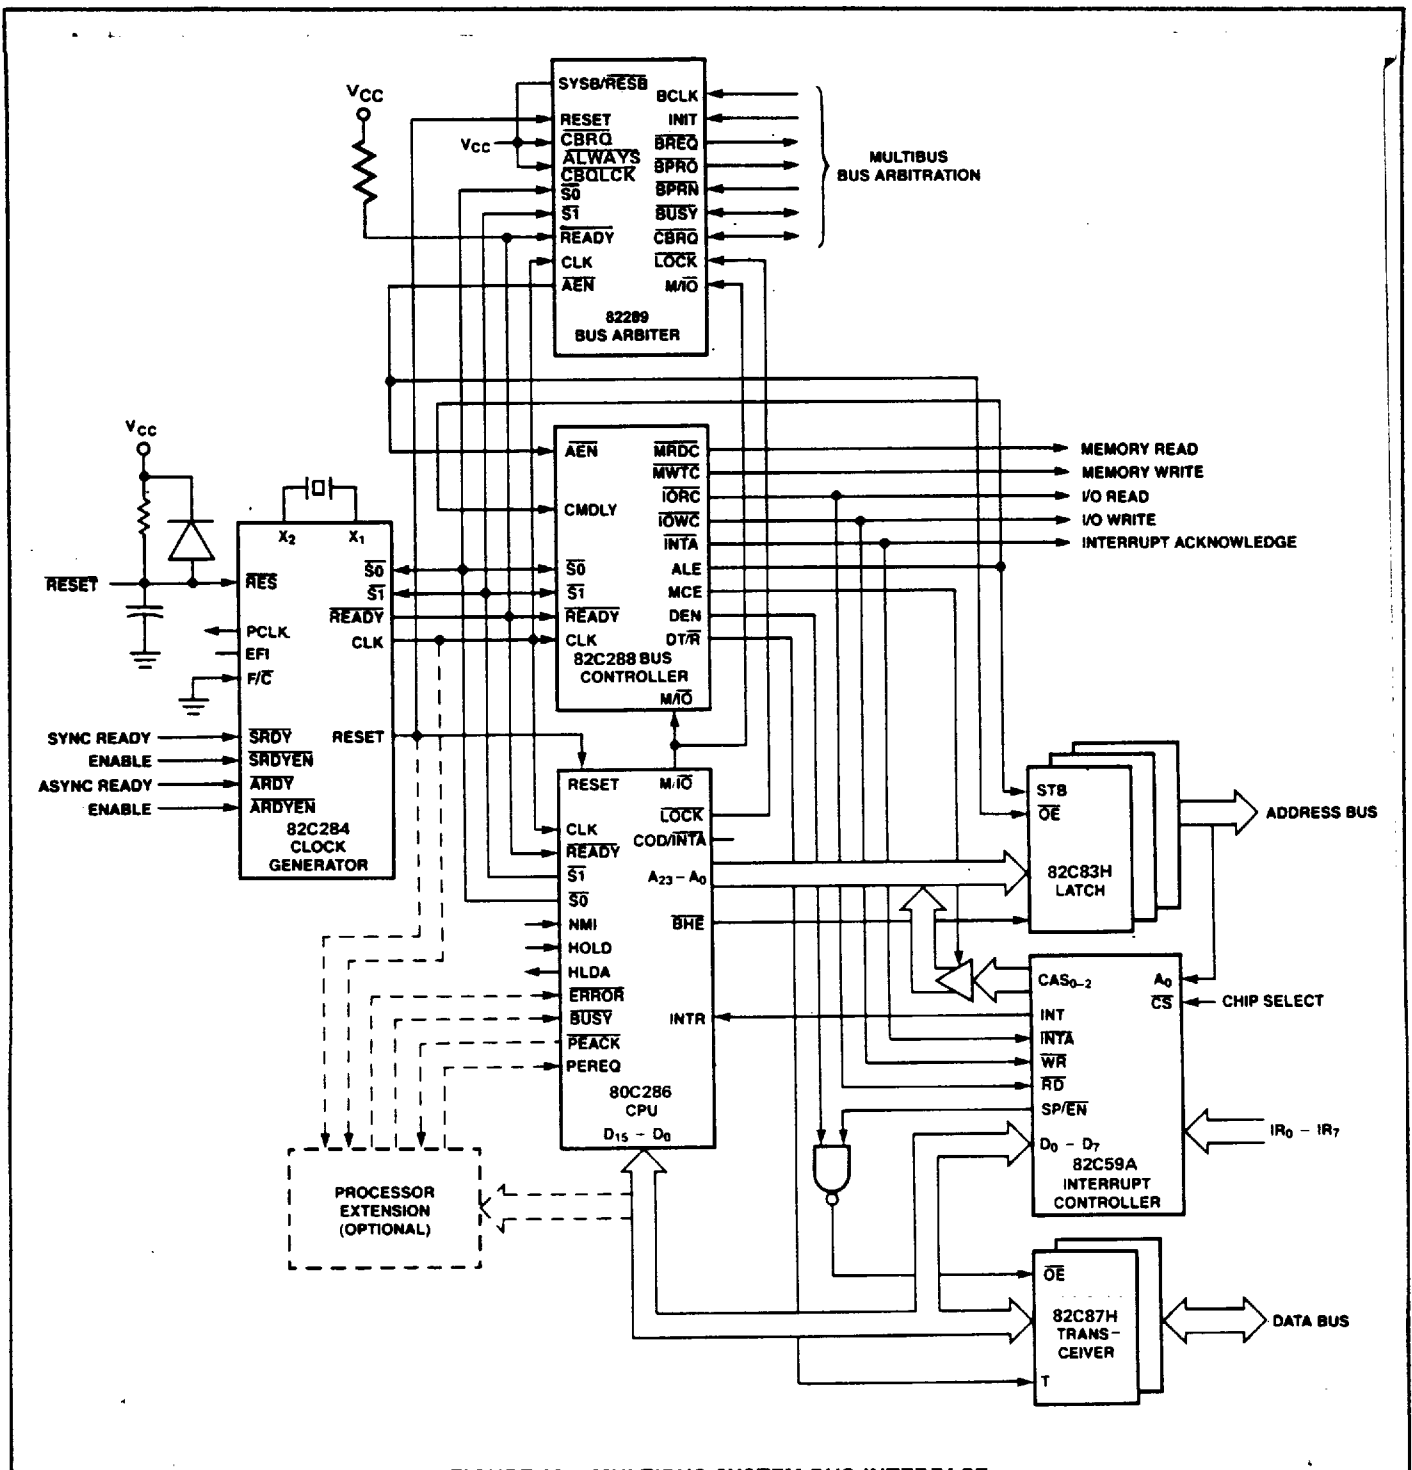 VCC
SYSB/RESB
RESET
VCC
CBRQ
ALWAYS
CBQLCK
S0
S1
READY
CLK
AEN
BCLK
INIT
BREQ
BPRO
BPRN
BUSY
CBRQ
LOCK
M/IO
82289
BUS ARBITER
MULTIBUS
BUS ARBITRATION
VCC
RESET
X2
X1
RES
PCLK
EFI
F/C
S0
S1
READY
CLK
RESET
SYNC READY
ENABLE
ASYNC READY
ENABLE
SRDY
SRDYEN
ARDY
ARDYEN
82C284
CLOCK
GENERATOR
AEN
CMDLY
S0
S1
READY
CLK
MRDC
MWTC
IORC
IOWC
INTA
ALE
MCE
DEN
DT/R
82C288 BUS
CONTROLLER
M/IO
MEMORY READ
MEMORY WRITE
I/O READ
I/O WRITE
INTERRUPT ACKNOWLEDGE
RESET
M/IO
CLK
READY
S1
S0
NMI
HOLD
HLDA
ERROR
BUSY
PEACK
PEREQ
LOCK
COD/INTA
A23 – A0
BHE
INTR
80C286
CPU
D15 - D0
STB
OE
82C83H
LATCH
ADDRESS BUS
CAS0–2
INT
INTA
WR
RD
SP/EN
D0 - D7
A0
CS
CHIP SELECT
IR0 - IR7
82C59A
INTERRUPT
CONTROLLER
PROCESSOR
EXTENSION
(OPTIONAL)
OE
82C87H
TRANS-
CEIVER
T
DATA BUS